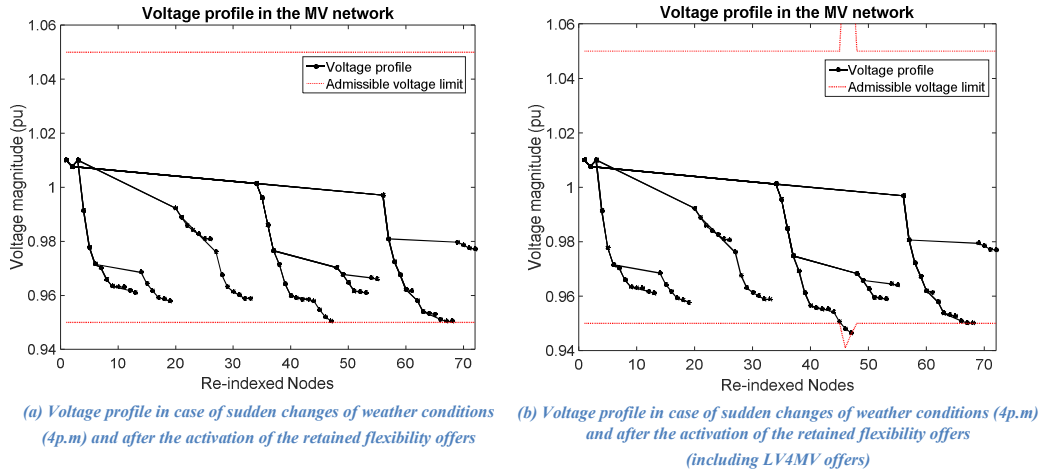 Voltage profile in the MV network
1.06
1.04
1.02
1
0.98
0.96
0.94
Voltage magnitude (pu)
Voltage profile
Admissible voltage limit
0 10 20 30 40 50 60 70
Re-indexed Nodes
(a) Voltage profile in case of sudden changes of weather conditions
(4p.m) and after the activation of the retained flexibility offers
Voltage profile in the MV network
1.06
1.04
1.02
1
0.98
0.96
0.94
Voltage magnitude (pu)
Voltage profile
Admissible voltage limit
0 10 20 30 40 50 60 70
Re-indexed Nodes
(b) Voltage profile in case of sudden changes of weather conditions (4p.m)
and after the activation of the retained flexibility offers
(including LV4MV offers)